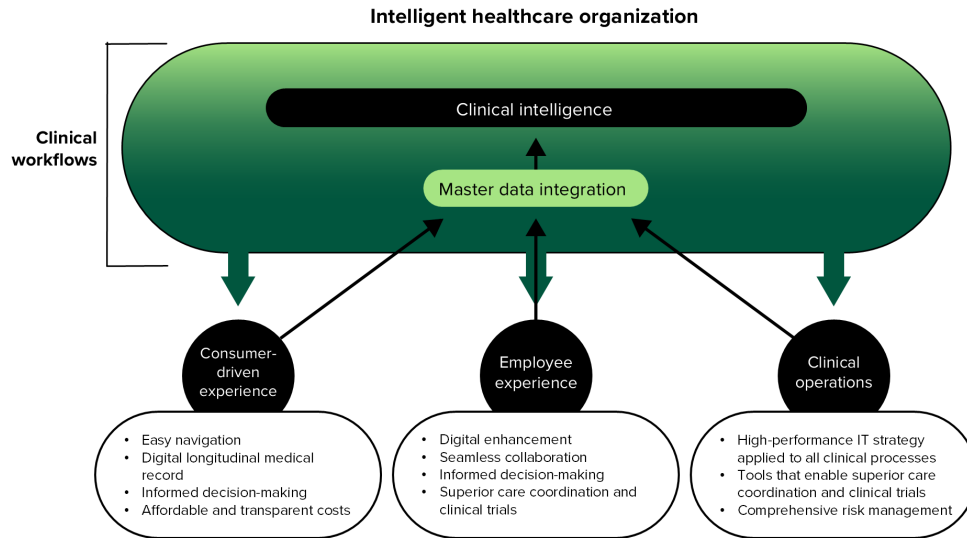 Intelligent healthcare organization
Clinical
workflows
Clinical intelligence
Master data integration
Consumer-
driven
experience
• Easy navigation
• Digital longitudinal medical
record
• Informed decision-making
• Affordable and transparent costs
Employee
experience
• Digital enhancement
• Seamless collaboration
• Informed decision-making
• Superior care coordination and
clinical trials
Clinical
operations
• High-performance IT strategy
applied to all clinical processes
• Tools that enable superior care
coordination and clinical trials
• Comprehensive risk management